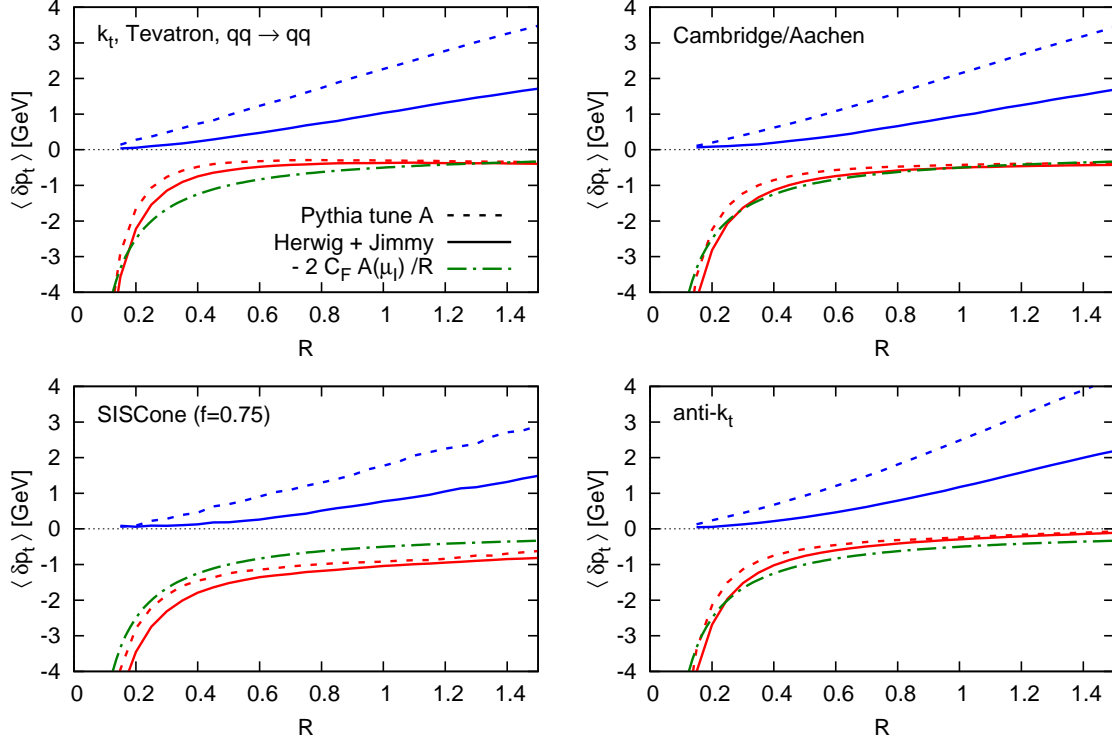 4
3
2
1
0
-1
-2
-3
-4
⟨ δp_t ⟩ [GeV]
k_t, Tevatron, qq → qq
Pythia tune A
Herwig + Jimmy
- 2 C_F A(μ_I) /R
0 0.2 0.4 0.6 0.8 1 1.2 1.4
R
4
3
2
1
0
-1
-2
-3
-4
⟨ δp_t ⟩ [GeV]
Cambridge/Aachen
0 0.2 0.4 0.6 0.8 1 1.2 1.4
R
4
3
2
1
0
-1
-2
-3
-4
⟨ δp_t ⟩ [GeV]
SISCone (f=0.75)
0 0.2 0.4 0.6 0.8 1 1.2 1.4
R
4
3
2
1
0
-1
-2
-3
-4
⟨ δp_t ⟩ [GeV]
anti-k_t
0 0.2 0.4 0.6 0.8 1 1.2 1.4
R